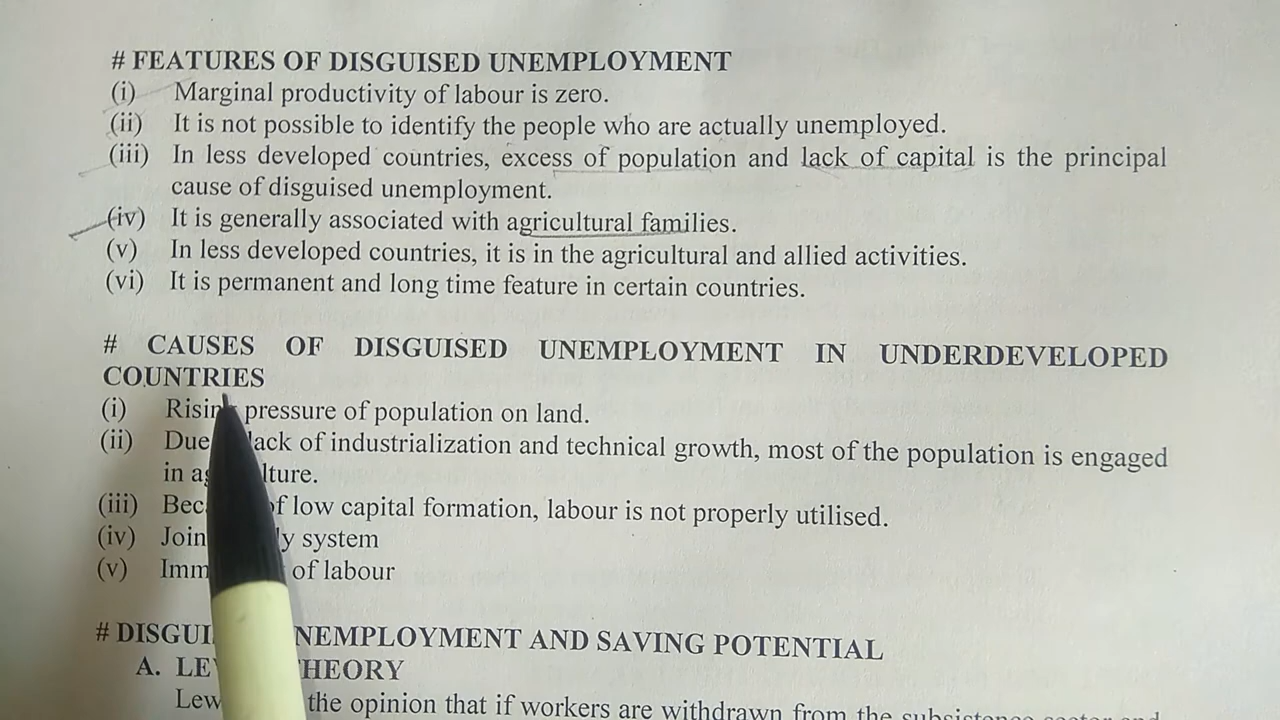 # FEATURES OF DISGUISED UNEMPLOYMENT
(i) Marginal productivity of labour is zero.
(ii) It is not possible to identify the people who are actually unemployed.
(iii) In less developed countries, excess of population and lack of capital is the principal
cause of disguised unemployment.
(iv) It is generally associated with agricultural families.
(v) In less developed countries, it is in the agricultural and allied activities.
(vi) It is permanent and long time feature in certain countries.
# CAUSES OF DISGUISED UNEMPLOYMENT IN UNDERDEVELOPED
COUNTRIES
(i) Rising pressure of population on land.
(ii) Due lack of industrialization and technical growth, most of the population is engaged
in
(iii) of low capital formation, labour is not properly utilised.
(iv) system
(v) of labour
# AND SAVING POTENTIAL
A.
the opinion that if workers are withdrawn from the subsistence sector and